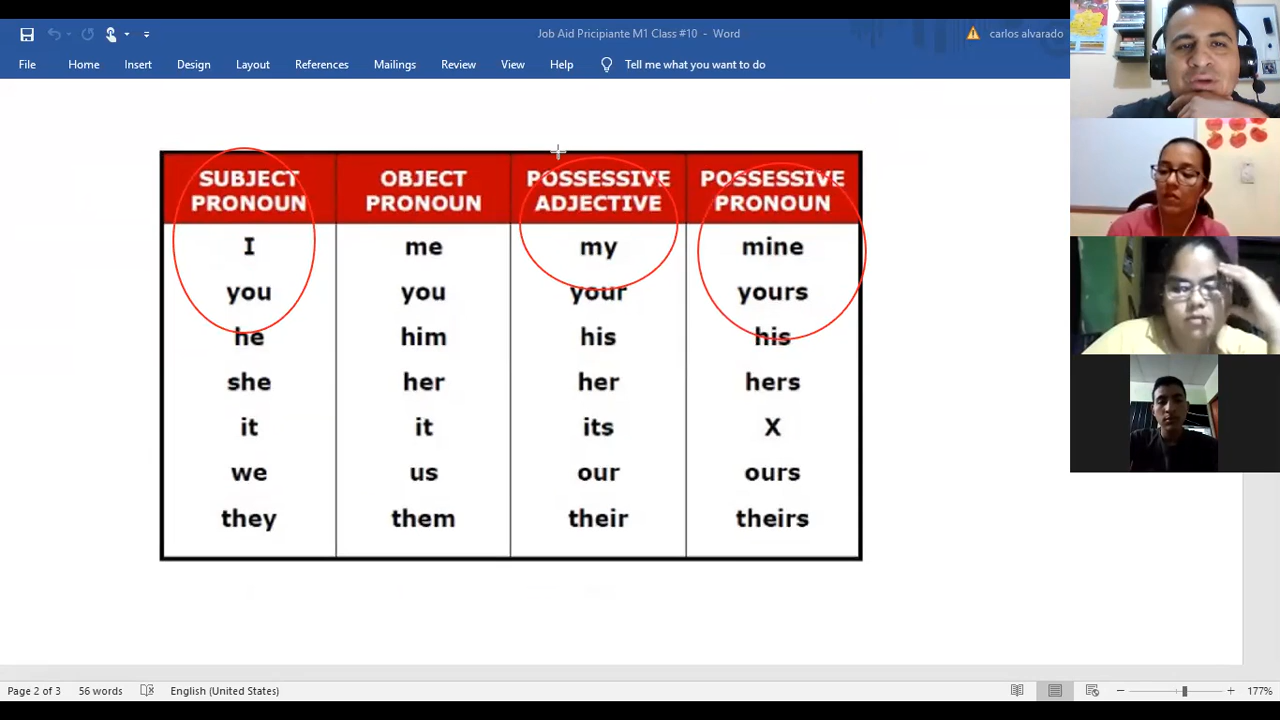 Job Aid Pricipiante M1 Class #10 - Word
carlos alvarado
File Home Insert Design Layout References Mailings Review View Help Tell me what you want to do
SUBJECT PRONOUN OBJECT PRONOUN POSSESSIVE ADJECTIVE POSSESSIVE PRONOUN
I me my mine
you you your yours
he him his his
she her her hers
it it its X
we us our ours
they them their theirs
Page 2 of 3 56 words English (United States) 177%